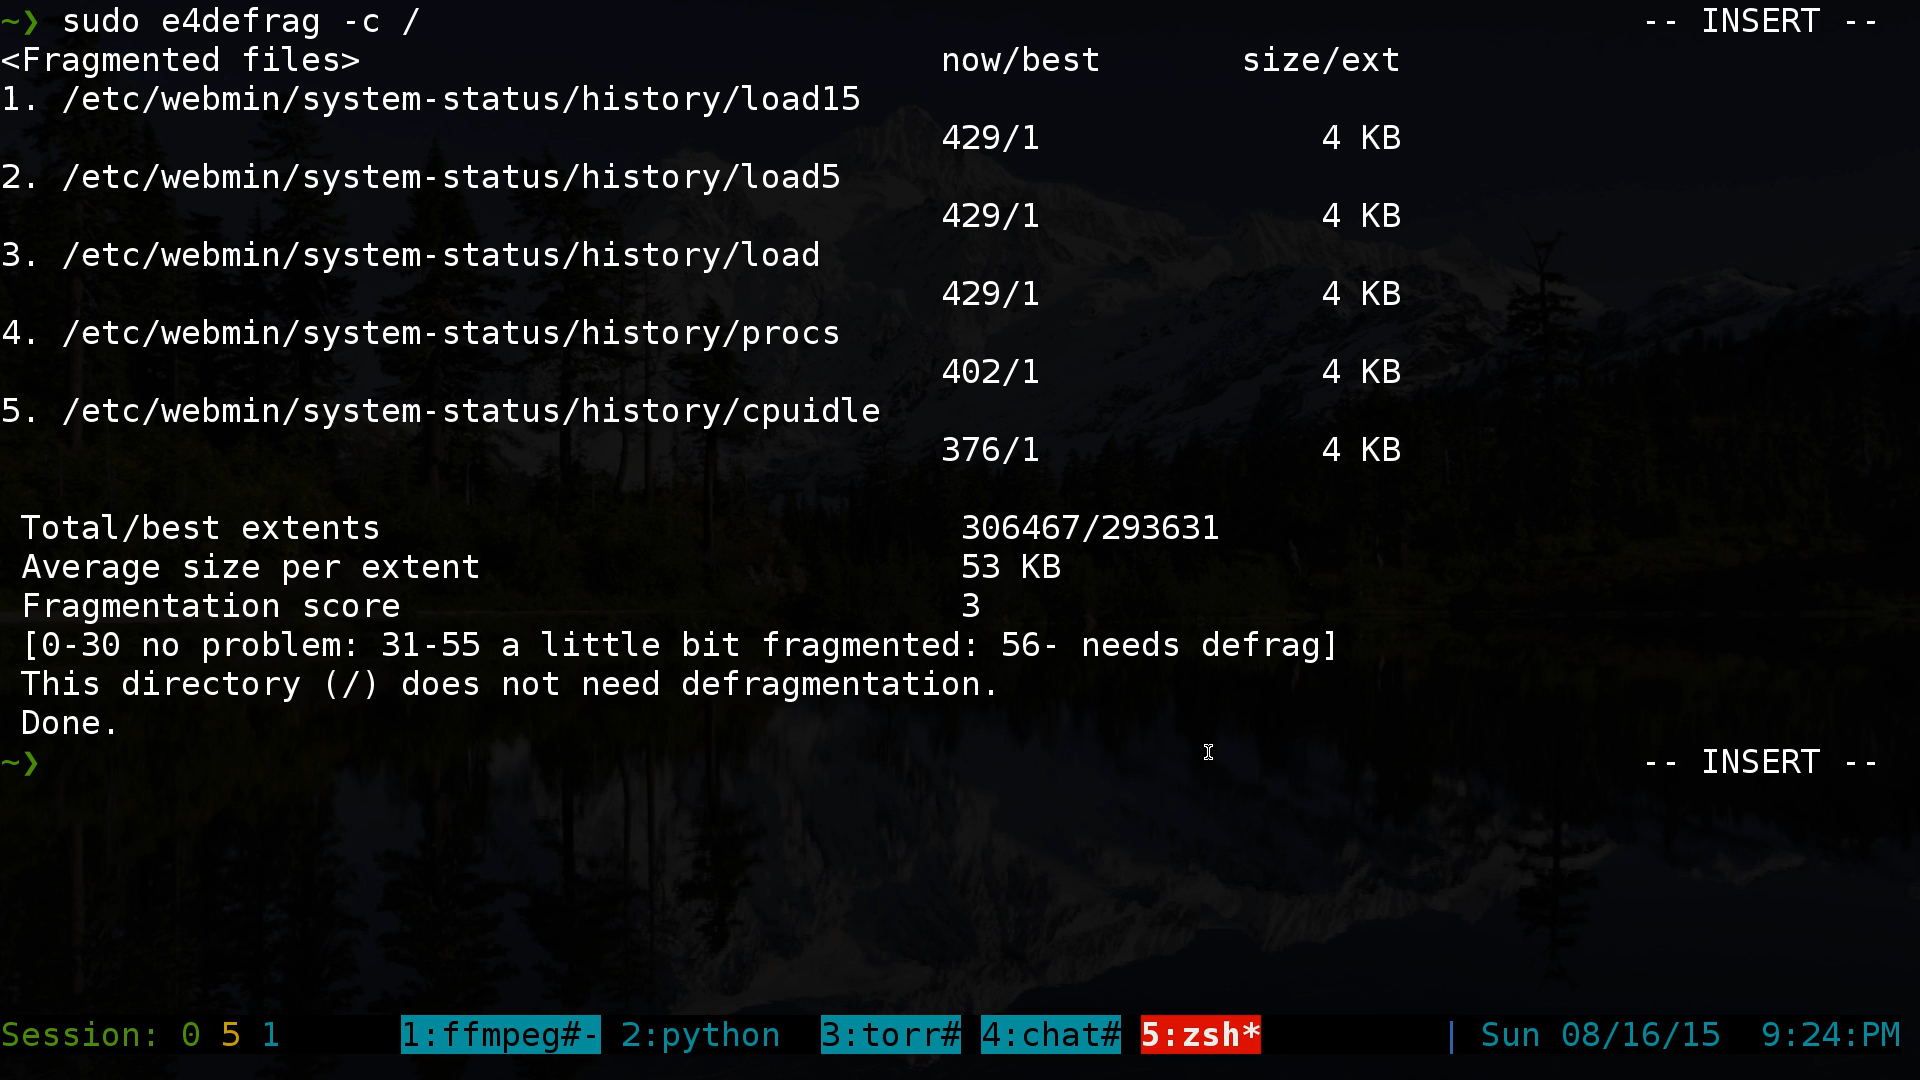 ~❯ sudo e4defrag -c / -- INSERT --
<Fragmented files> now/best size/ext
1. /etc/webmin/system-status/history/load15
429/1 4 KB
2. /etc/webmin/system-status/history/load5
429/1 4 KB
3. /etc/webmin/system-status/history/load
429/1 4 KB
4. /etc/webmin/system-status/history/procs
402/1 4 KB
5. /etc/webmin/system-status/history/cpuidle
376/1 4 KB
Total/best extents 306467/293631
Average size per extent 53 KB
Fragmentation score 3
[0-30 no problem: 31-55 a little bit fragmented: 56- needs defrag]
This directory (/) does not need defragmentation.
Done.
~❯ -- INSERT --
Session: 0 5 1 1:ffmpeg#- 2:python 3:torr# 4:chat# 5:zsh* | Sun 08/16/15 9:24:PM